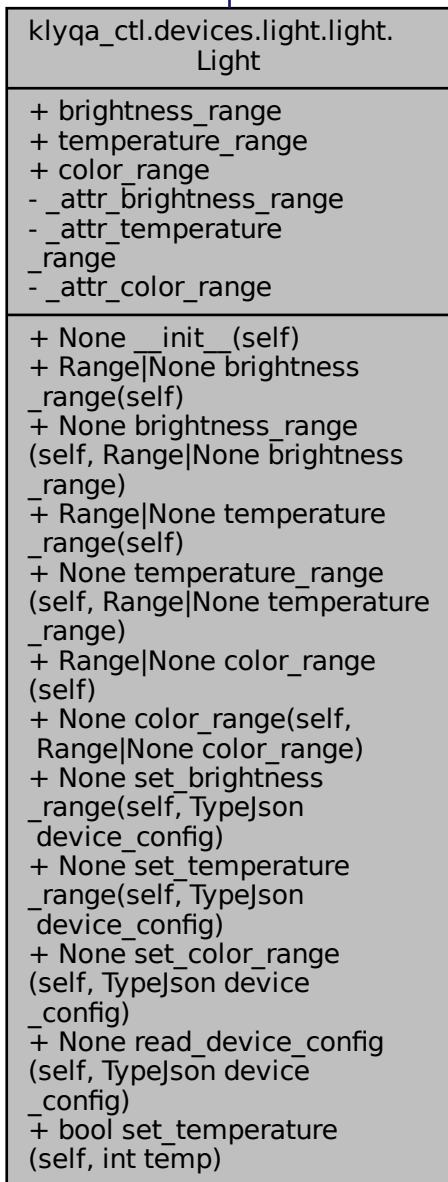 klyqa_ctl.devices.light.light.
Light
+ brightness_range
+ temperature_range
+ color_range
- _attr_brightness_range
- _attr_temperature
_range
- _attr_color_range
+ None __init__(self)
+ Range|None brightness
_range(self)
+ None brightness_range
(self, Range|None brightness
_range)
+ Range|None temperature
_range(self)
+ None temperature_range
(self, Range|None temperature
_range)
+ Range|None color_range
(self)
+ None color_range(self,
Range|None color_range)
+ None set_brightness
_range(self, TypeJson
device_config)
+ None set_temperature
_range(self, TypeJson
device_config)
+ None set_color_range
(self, TypeJson device
_config)
+ None read_device_config
(self, TypeJson device
_config)
+ bool set_temperature
(self, int temp)